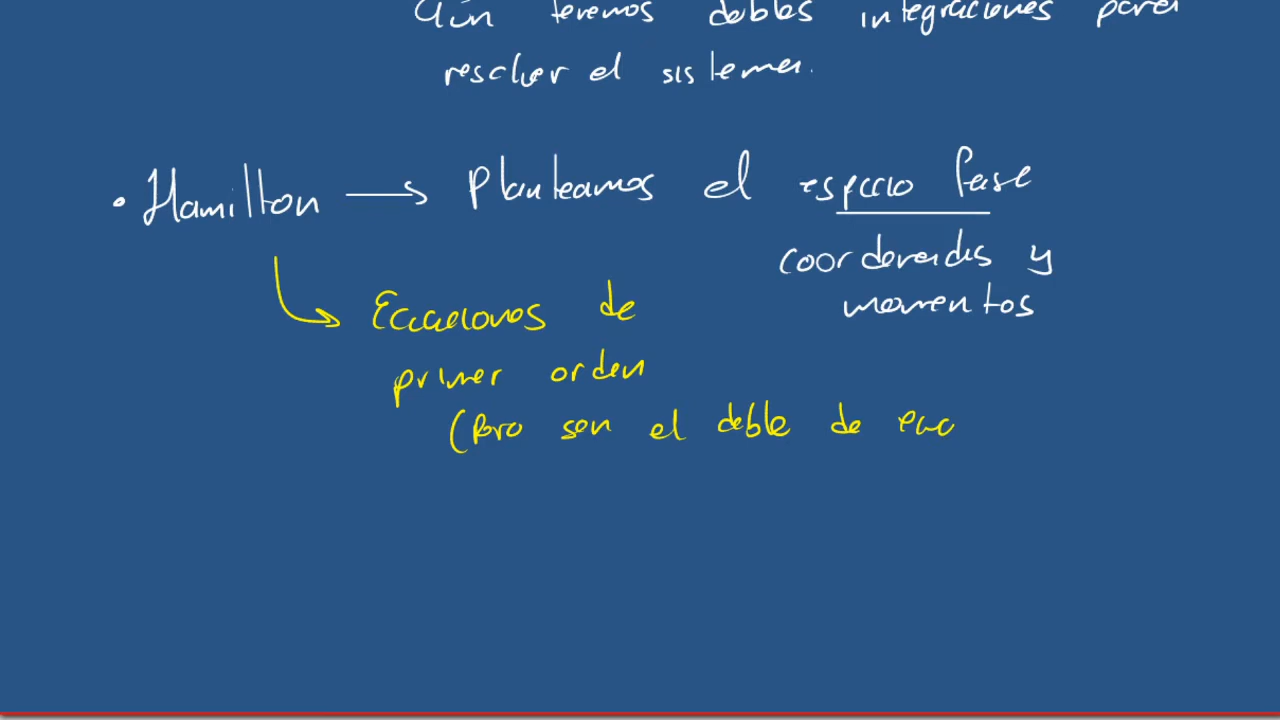 Aún tenemos dobles integraciones para
resolver el sistema.
• Hamilton → Planteamos el espacio fase
coordenadas y
momentos
Ecuaciones de
primer orden
(Pero son el doble de ecu